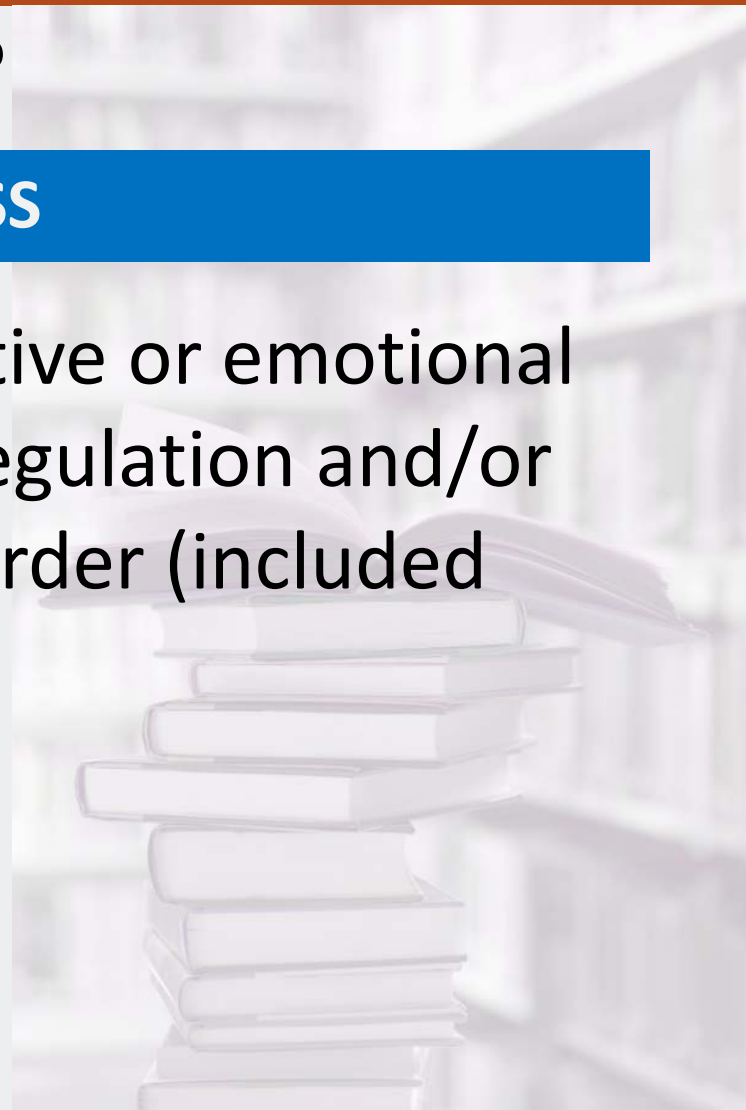 SS
tive or emotional
egulation and/or
rder (included